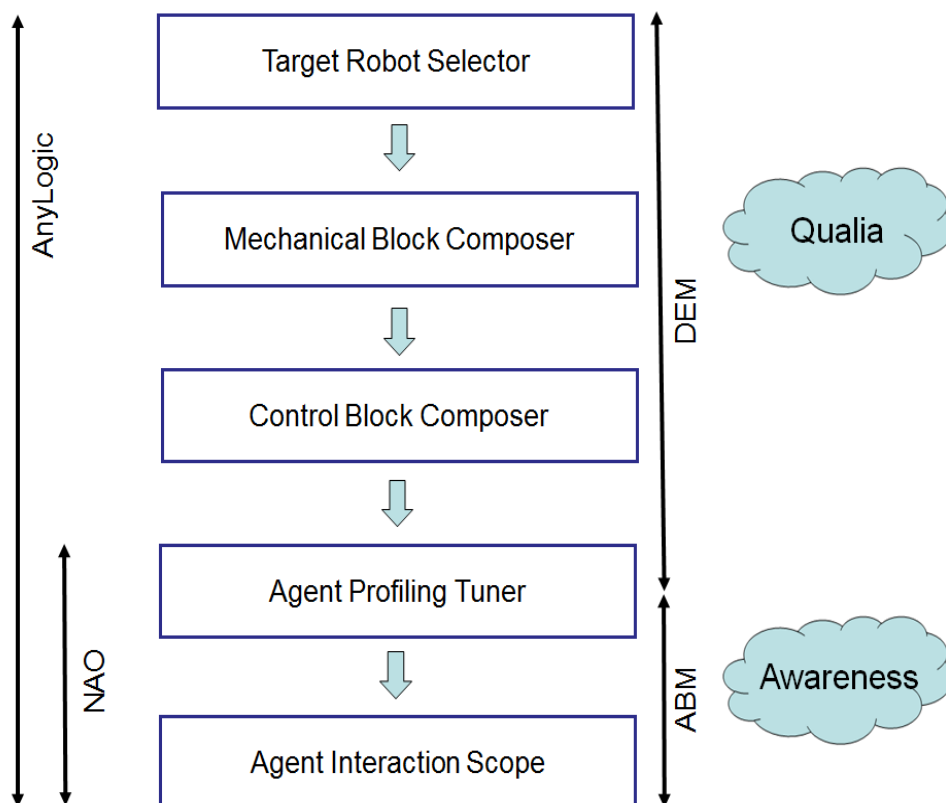 Target Robot Selector
AnyLogic
Mechanical Block Composer
Qualia
DEM
Control Block Composer
Agent Profiling Tuner
NAO
ABM
Awareness
Agent Interaction Scope